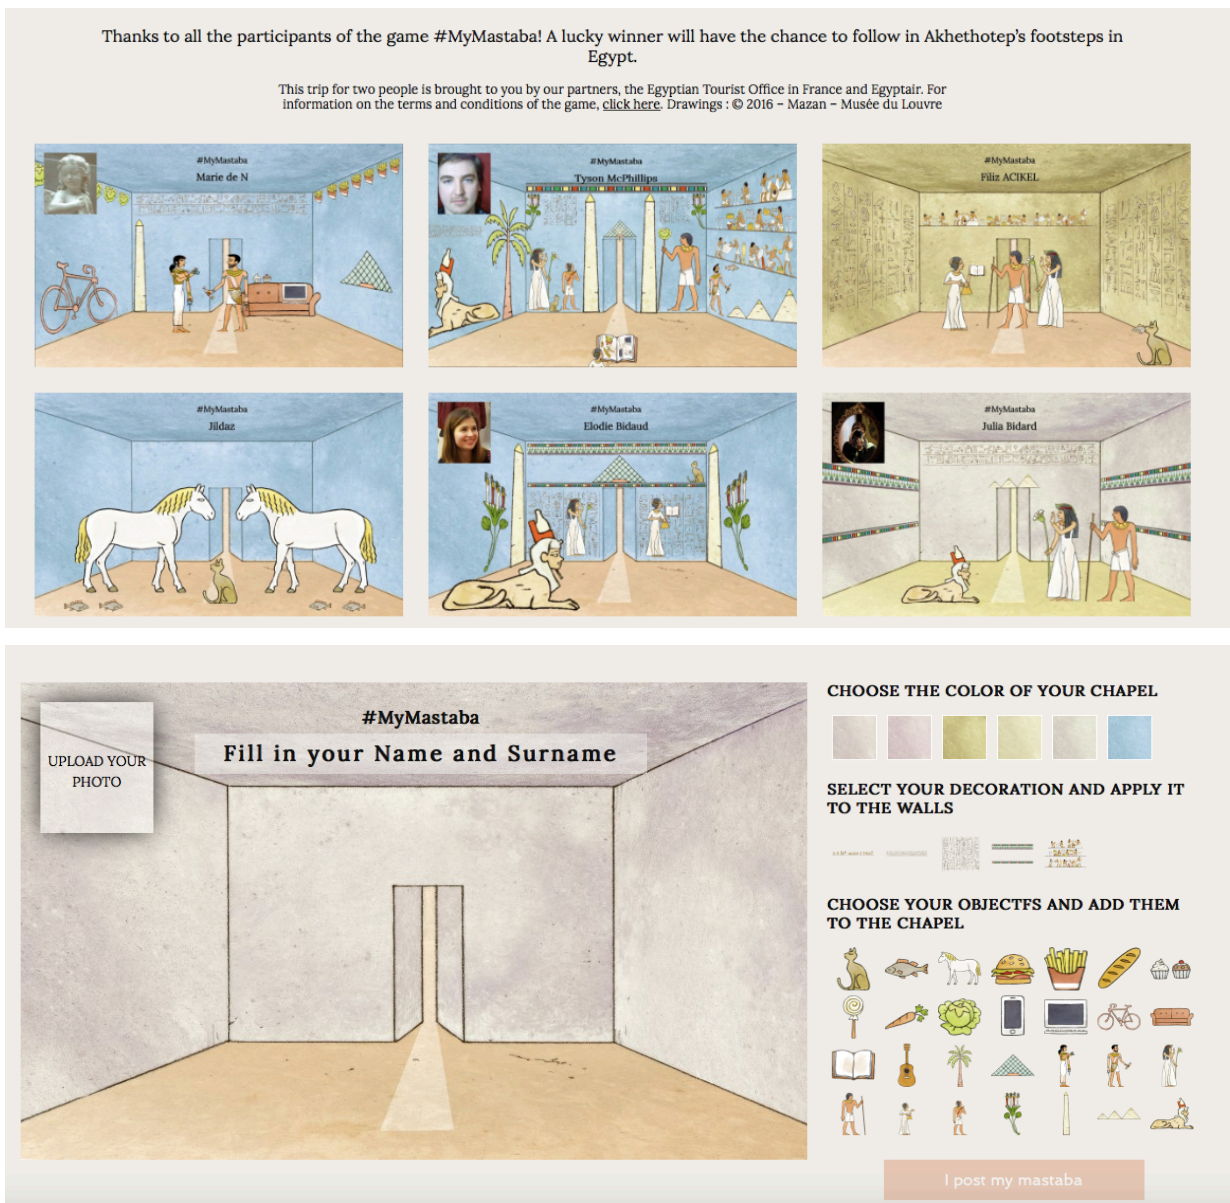 Thanks to all the participants of the game #MyMastaba! A lucky winner will have the chance to follow in Akhethotep’s footsteps in
Egypt.
This trip for two people is brought to you by our partners, the Egyptian Tourist Office in France and Egyptair. For
information on the terms and conditions of the game, click here. Drawings : © 2016 – Mazan – Musée du Louvre
#MyMastaba
Marie de N
#MyMastaba
Tyson McPhillips
#MyMastaba
Filiz ACIKEL
#MyMastaba
Jildaz
#MyMastaba
Elodie Bidaud
#MyMastaba
Julia Bidard
UPLOAD YOUR
PHOTO
#MyMastaba
Fill in your Name and Surname
CHOOSE THE COLOR OF YOUR CHAPEL
SELECT YOUR DECORATION AND APPLY IT
TO THE WALLS
CHOOSE YOUR OBJECTFS AND ADD THEM
TO THE CHAPEL
I post my mastaba